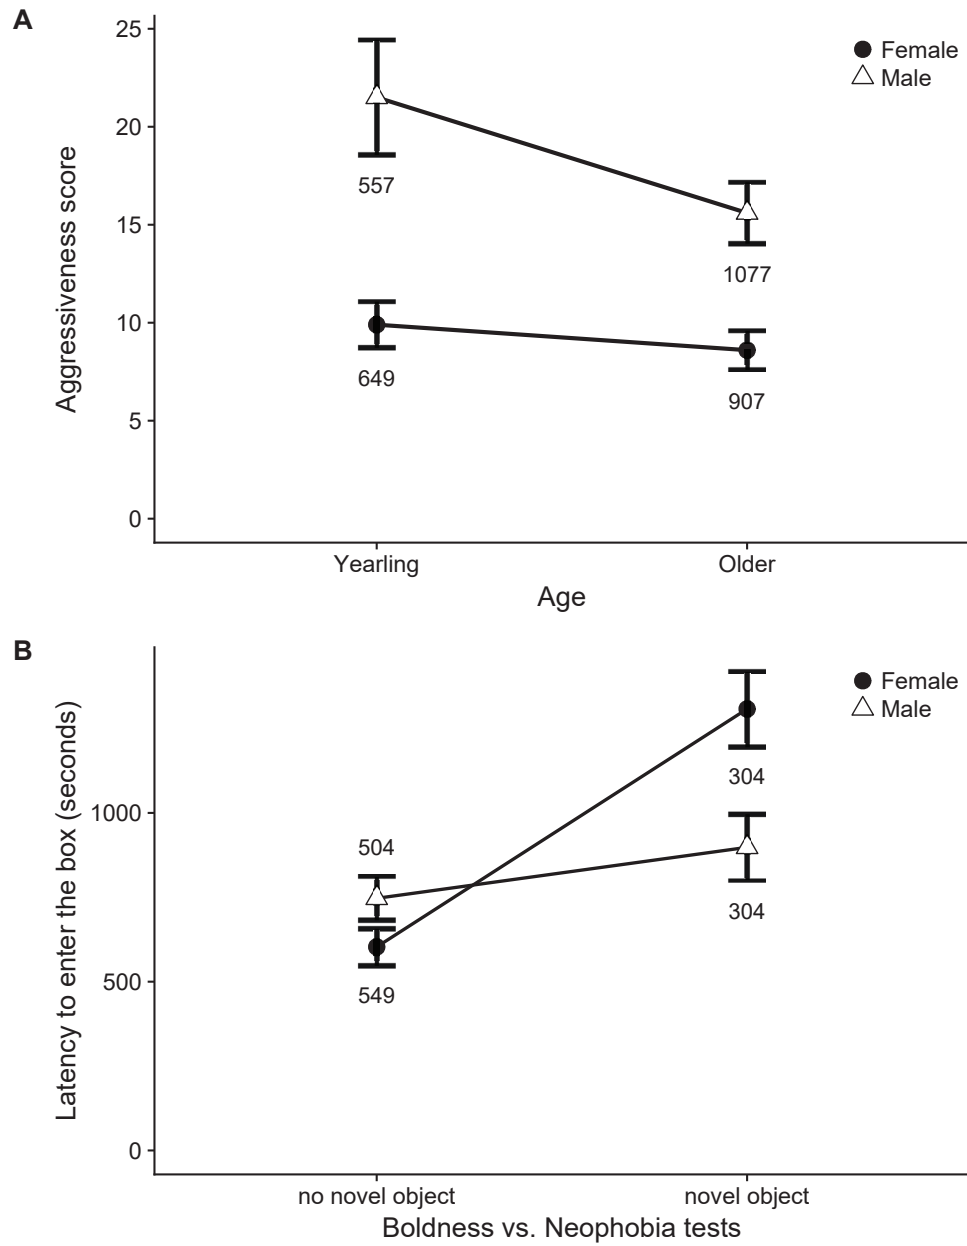 A
Aggressiveness score
25
20
15
10
5
0
Female
Male
557
1077
649
907
Yearling
Older
Age
B
Latency to enter the box (seconds)
1000
500
0
Female
Male
504
304
304
549
no novel object
novel object
Boldness vs. Neophobia tests